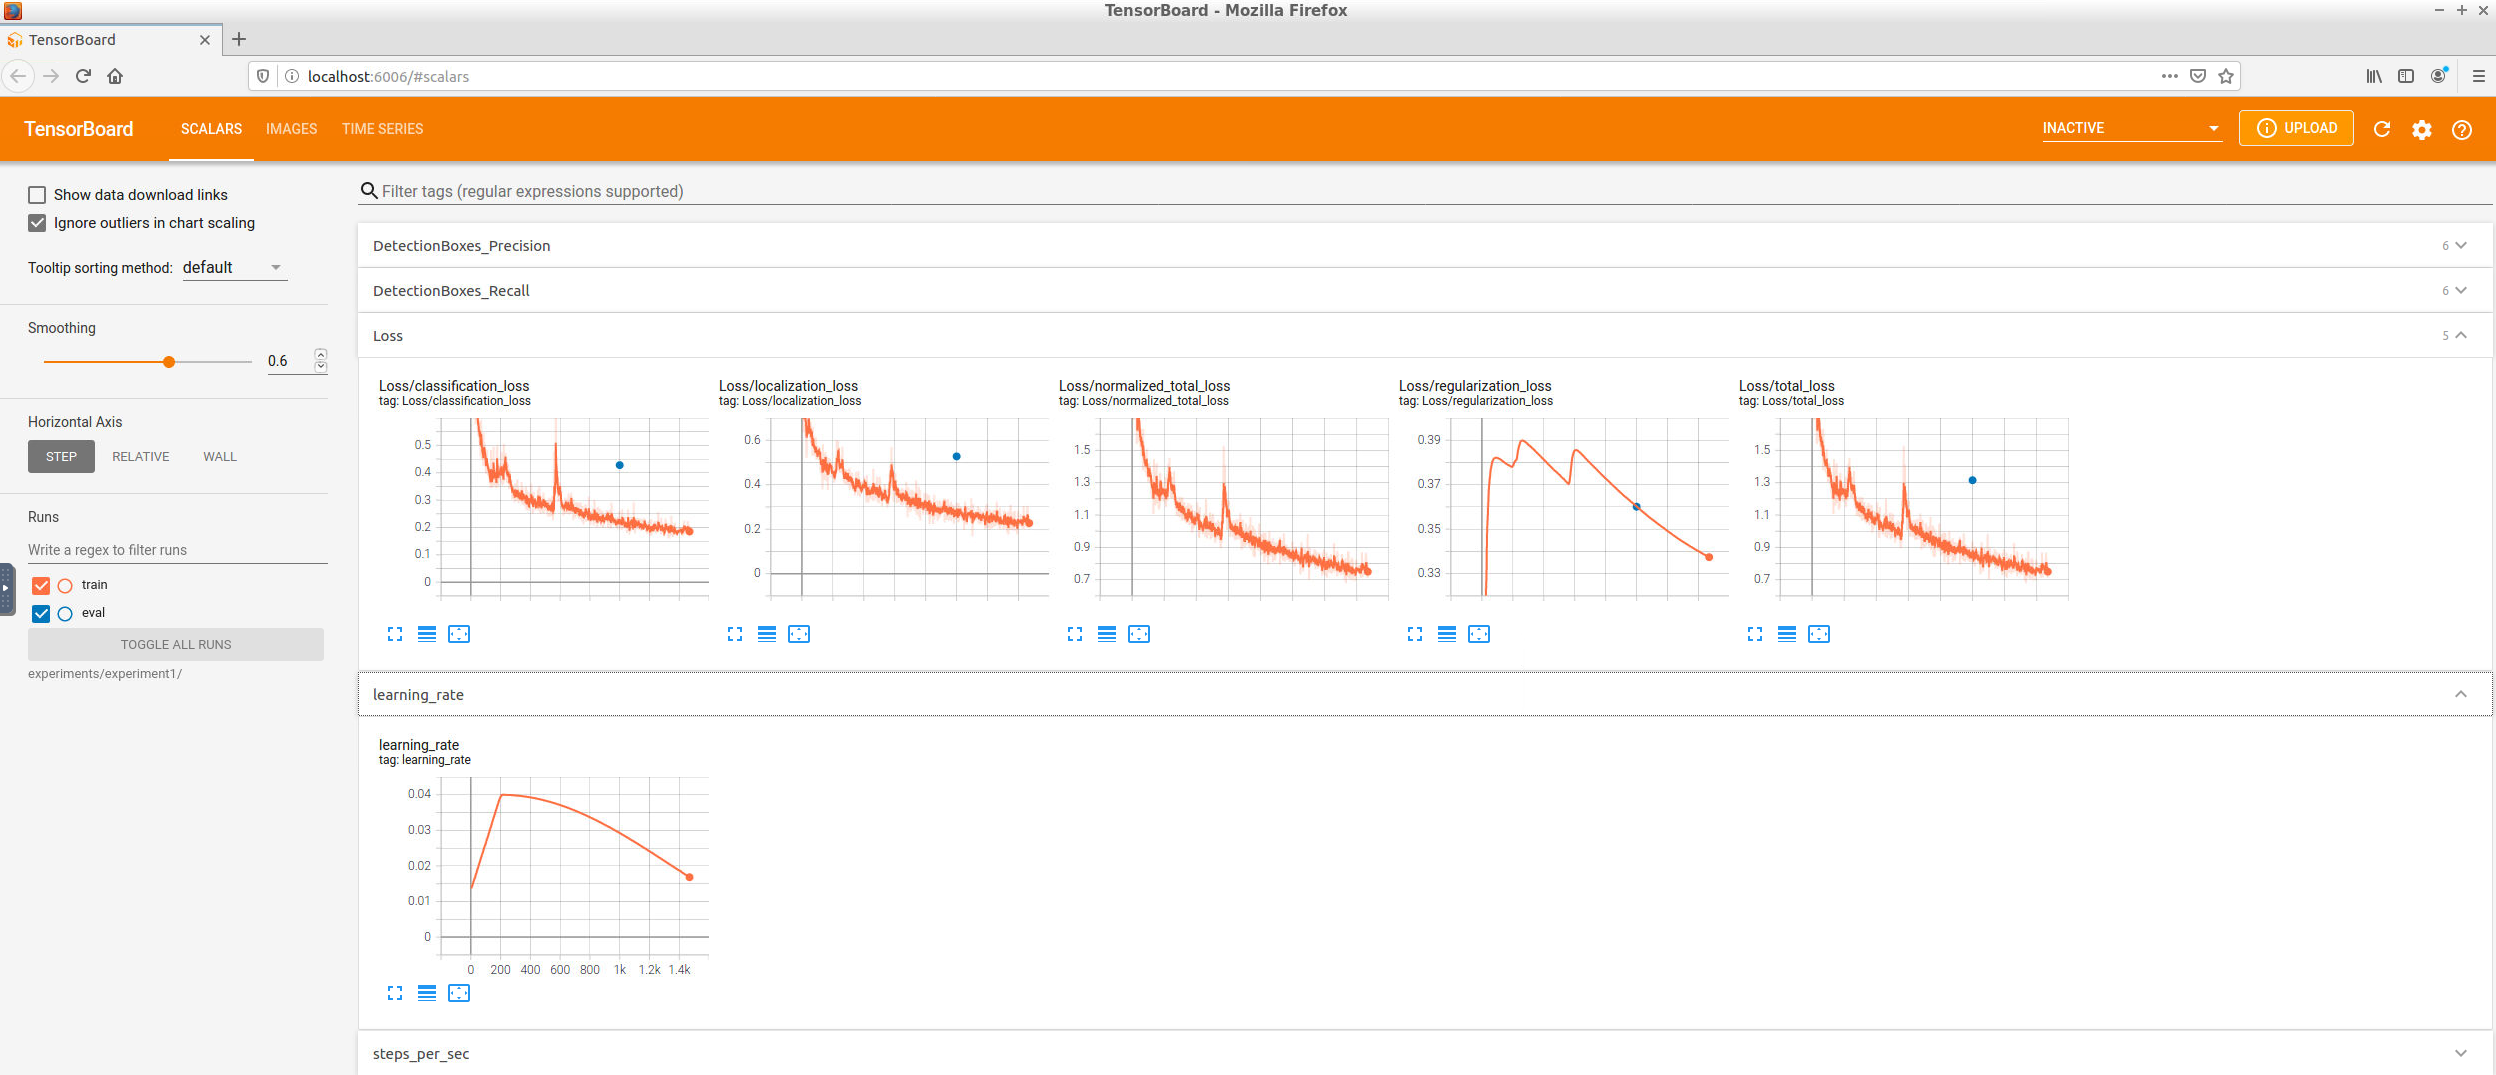 TensorBoard - Mozilla Firefox
TensorBoard
localhost:6006/#scalars
TensorBoard
SCALARS
IMAGES
TIME SERIES
INACTIVE
UPLOAD
Show data download links
Ignore outliers in chart scaling
Tooltip sorting method: default
Smoothing
0.6
Horizontal Axis
STEP
RELATIVE
WALL
Runs
Write a regex to filter runs
train
eval
TOGGLE ALL RUNS
experiments/experiment1/
Filter tags (regular expressions supported)
DetectionBoxes_Precision
6
DetectionBoxes_Recall
6
Loss
5
Loss/classification_loss
tag: Loss/classification_loss
0.5
0.4
0.3
0.2
0.1
0
Loss/localization_loss
tag: Loss/localization_loss
0.6
0.4
0.2
0
Loss/normalized_total_loss
tag: Loss/normalized_total_loss
1.5
1.3
1.1
0.9
0.7
Loss/regularization_loss
tag: Loss/regularization_loss
0.39
0.37
0.35
0.33
Loss/total_loss
tag: Loss/total_loss
1.5
1.3
1.1
0.9
0.7
learning_rate
learning_rate
tag: learning_rate
0.04
0.03
0.02
0.01
0
0 200 400 600 800 1k 1.2k 1.4k
steps_per_sec